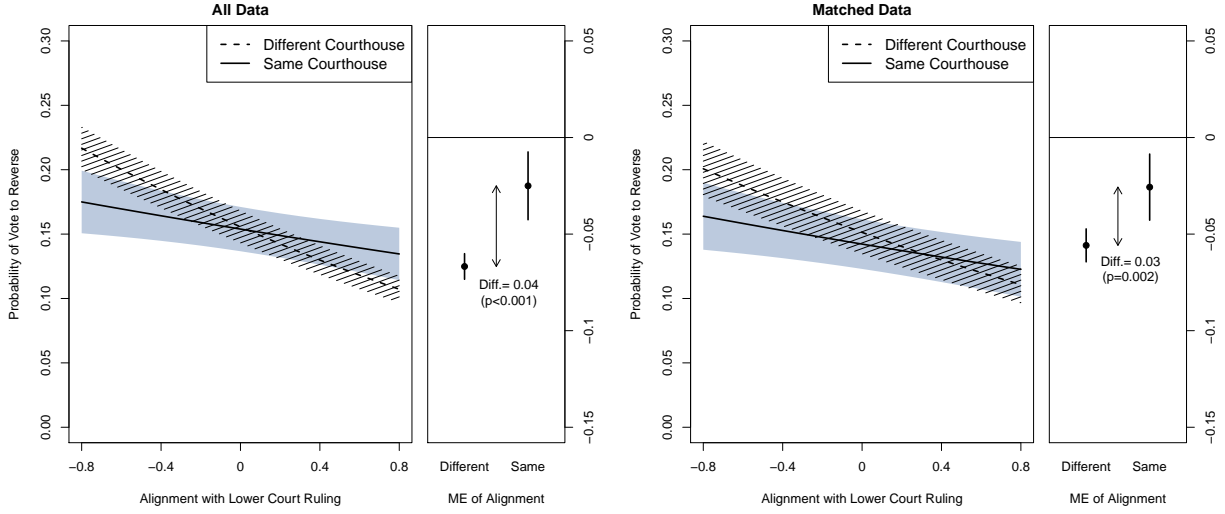 All Data
Different Courthouse
Same Courthouse
Probability of Vote to Reverse
0.30
0.25
0.20
0.15
0.10
0.05
0.00
−0.8
−0.4
0
0.4
0.8
Alignment with Lower Court Ruling
0.05
0
−0.05
−0.1
−0.15
Diff.= 0.04
(p<0.001)
Different
Same
ME of Alignment
Matched Data
Different Courthouse
Same Courthouse
Probability of Vote to Reverse
0.30
0.25
0.20
0.15
0.10
0.05
0.00
−0.8
−0.4
0
0.4
0.8
Alignment with Lower Court Ruling
0.05
0
−0.05
−0.1
−0.15
Diff.= 0.03
(p=0.002)
Different
Same
ME of Alignment